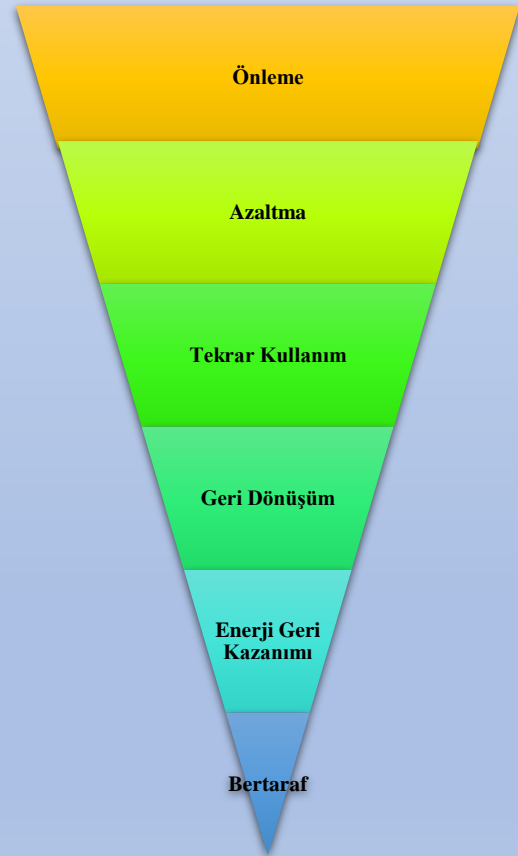 Önleme
Azaltma
Tekrar Kullanım
Geri Dönüşüm
Enerji Geri
Kazanımı
Bertaraf